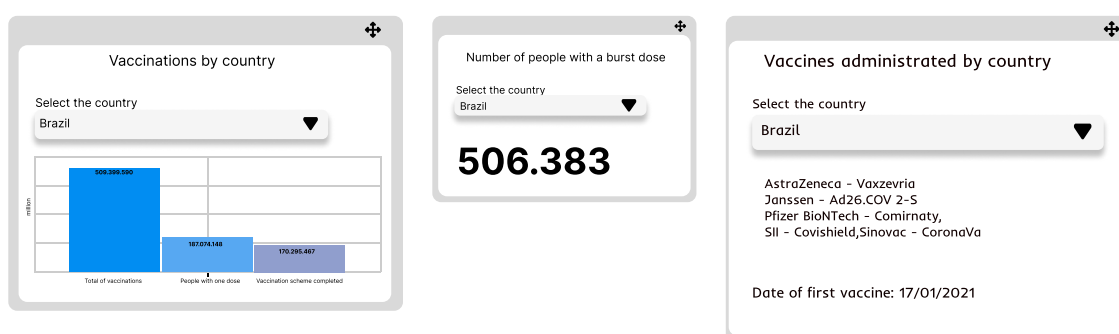 Vaccinations by country
Select the country
Brazil
509.399.590
187.074.148
170.295.467
million
Total of vaccinations
People with one dose
Vaccination scheme completed
Number of people with a burst dose
Select the country
Brazil
506.383
Vaccines administrated by country
Select the country
Brazil
AstraZeneca - Vaxzevria
Janssen - Ad26.COV 2-S
Pfizer BioNTech - Comirnaty,
SII - Covishield,Sinovac - CoronaVa
Date of first vaccine: 17/01/2021